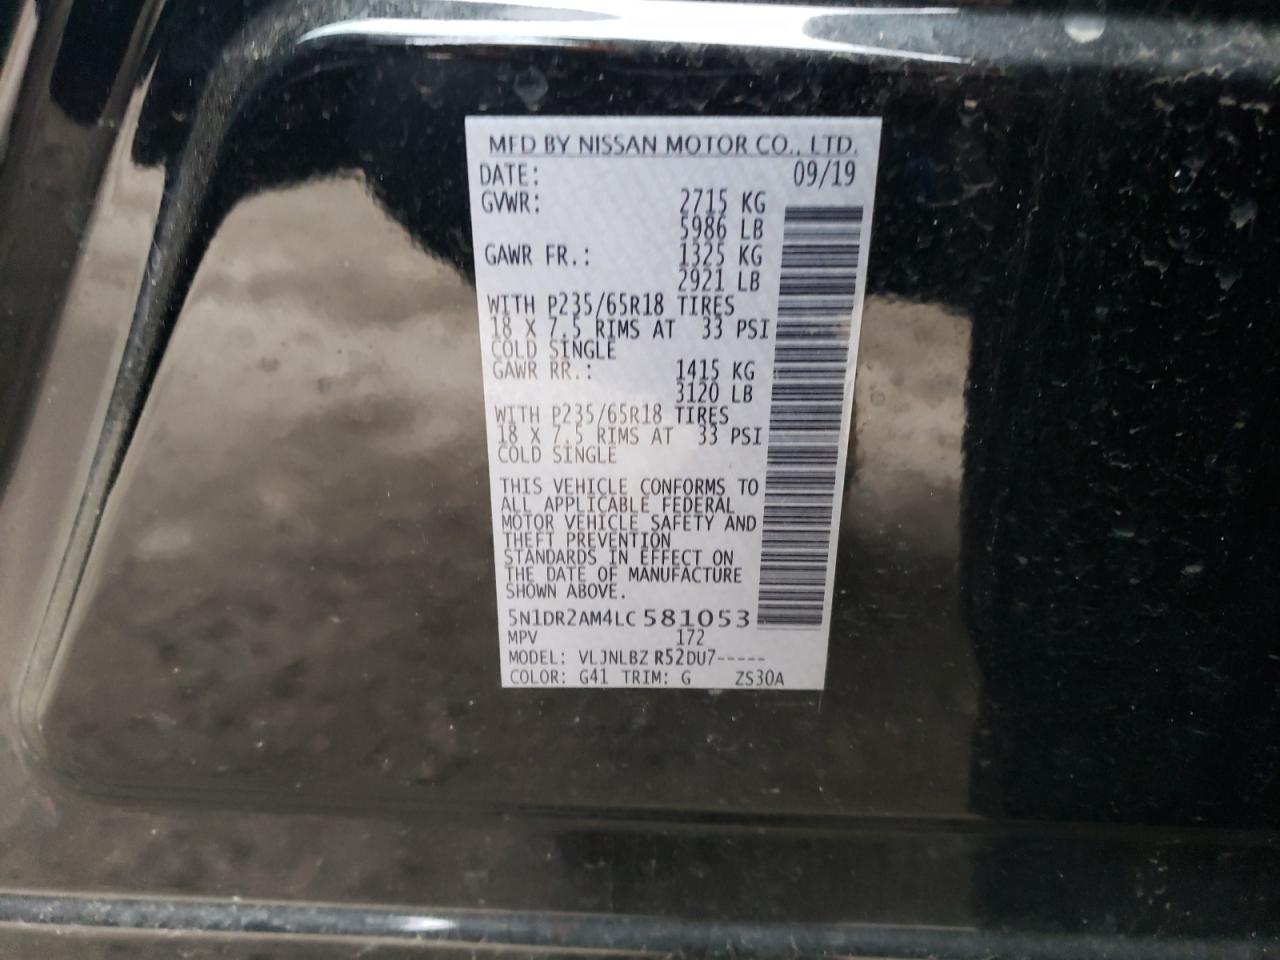 MFD BY NISSAN MOTOR CO., LTD.
DATE: 09/19
GVWR: 2715 KG
5986 LB
GAWR FR.: 1325 KG
2921 LB
WITH P235/65R18 TIRES
18 X 7.5 RIMS AT 33 PSI
COLD SINGLE
GAWR RR.: 1415 KG
3120 LB
WITH P235/65R18 TIRES
18 X 7.5 RIMS AT 33 PSI
COLD SINGLE
THIS VEHICLE CONFORMS TO
ALL APPLICABLE FEDERAL
MOTOR VEHICLE SAFETY AND
THEFT PREVENTION
STANDARDS IN EFFECT ON
THE DATE OF MANUFACTURE
SHOWN ABOVE.
5N1DR2AM4LC581053
MPV 172
MODEL: VLJNLBZ R52DU7-----
COLOR: G41 TRIM: G ZS30A